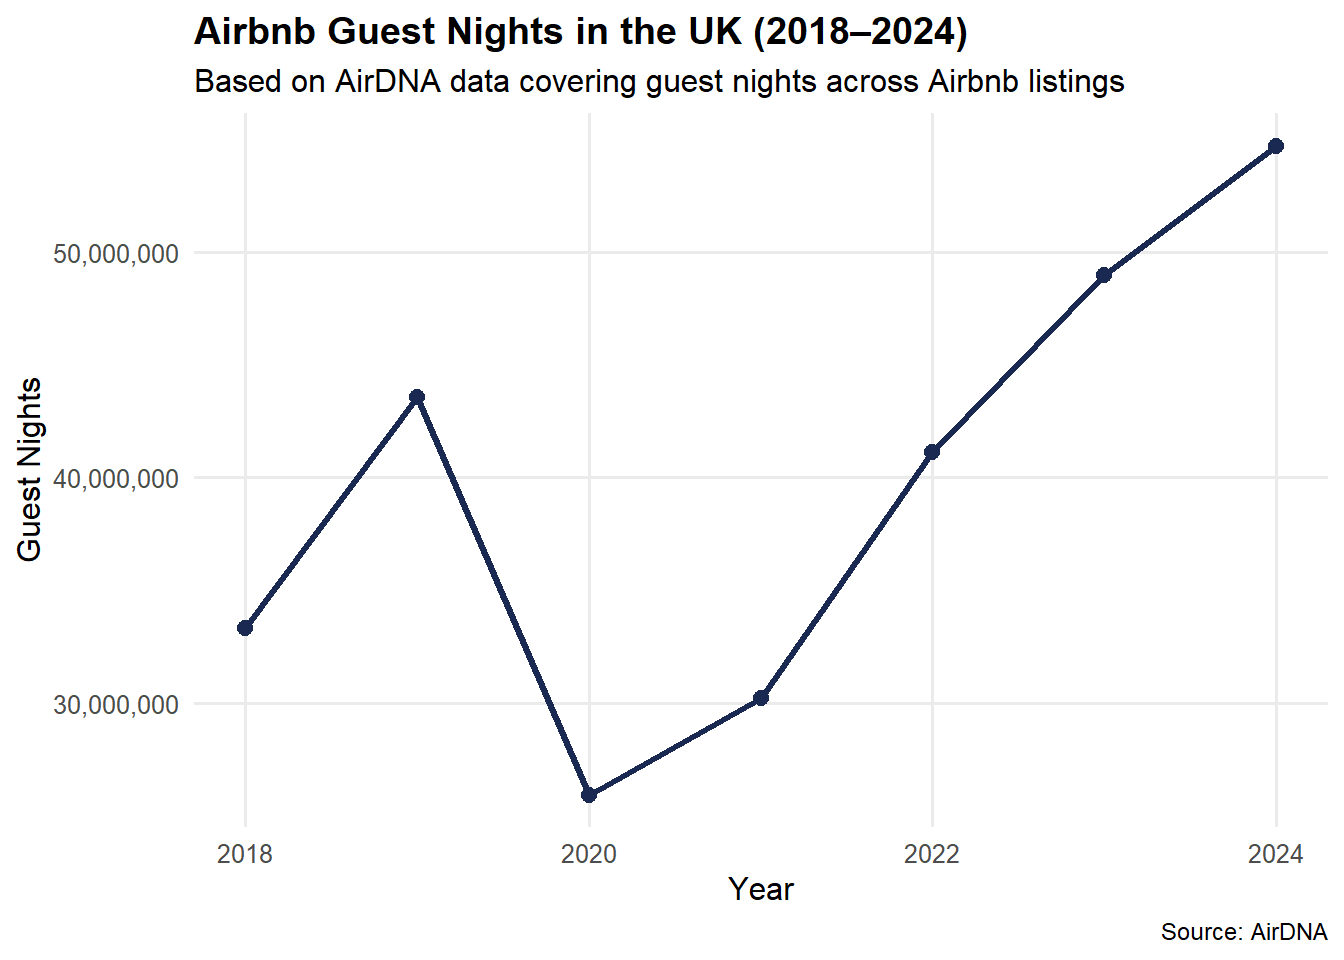 Airbnb Guest Nights in the UK (2018–2024)
Based on AirDNA data covering guest nights across Airbnb listings
50,000,000
40,000,000
30,000,000
Guest Nights
2018
2020
2022
2024
Year
Source: AirDNA